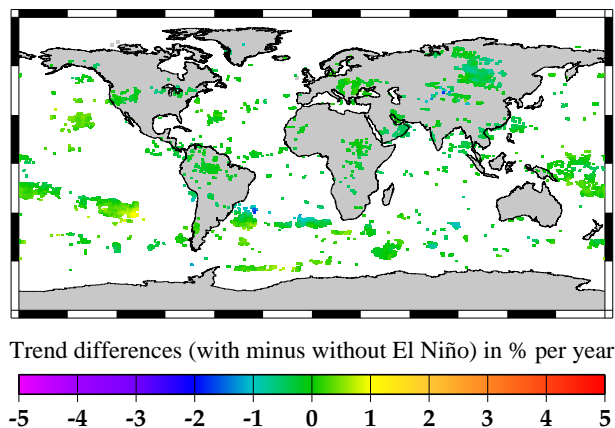 Trend differences (with minus without El Niño) in % per year
-5 -4 -3 -2 -1 0 1 2 3 4 5